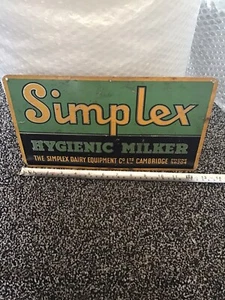 Simplex
HYGIENIC MILKER
THE SIMPLEX DAIRY EQUIPMENT Cº Lᵀᴰ CAMBRIDGE